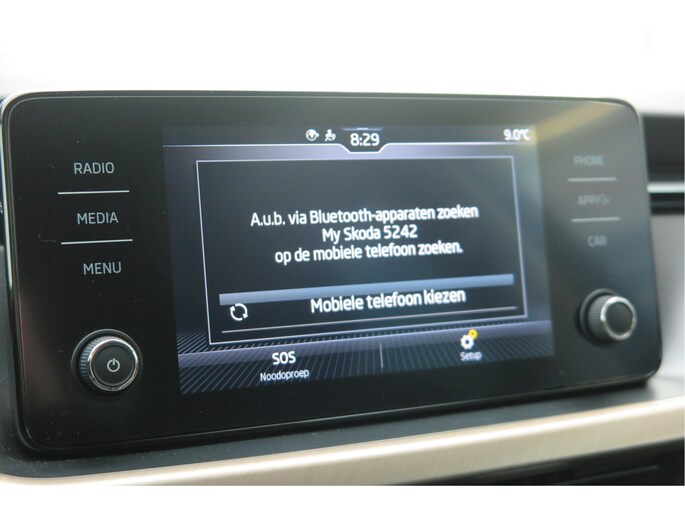 8:29
9.0°C
RADIO
MEDIA
MENU
A.u.b. via Bluetooth-apparaten zoeken
My Skoda 5242
op de mobiele telefoon zoeken.
Mobiele telefoon kiezen
SOS
Noodoproep
Setup
PHONE
APP/
CAR